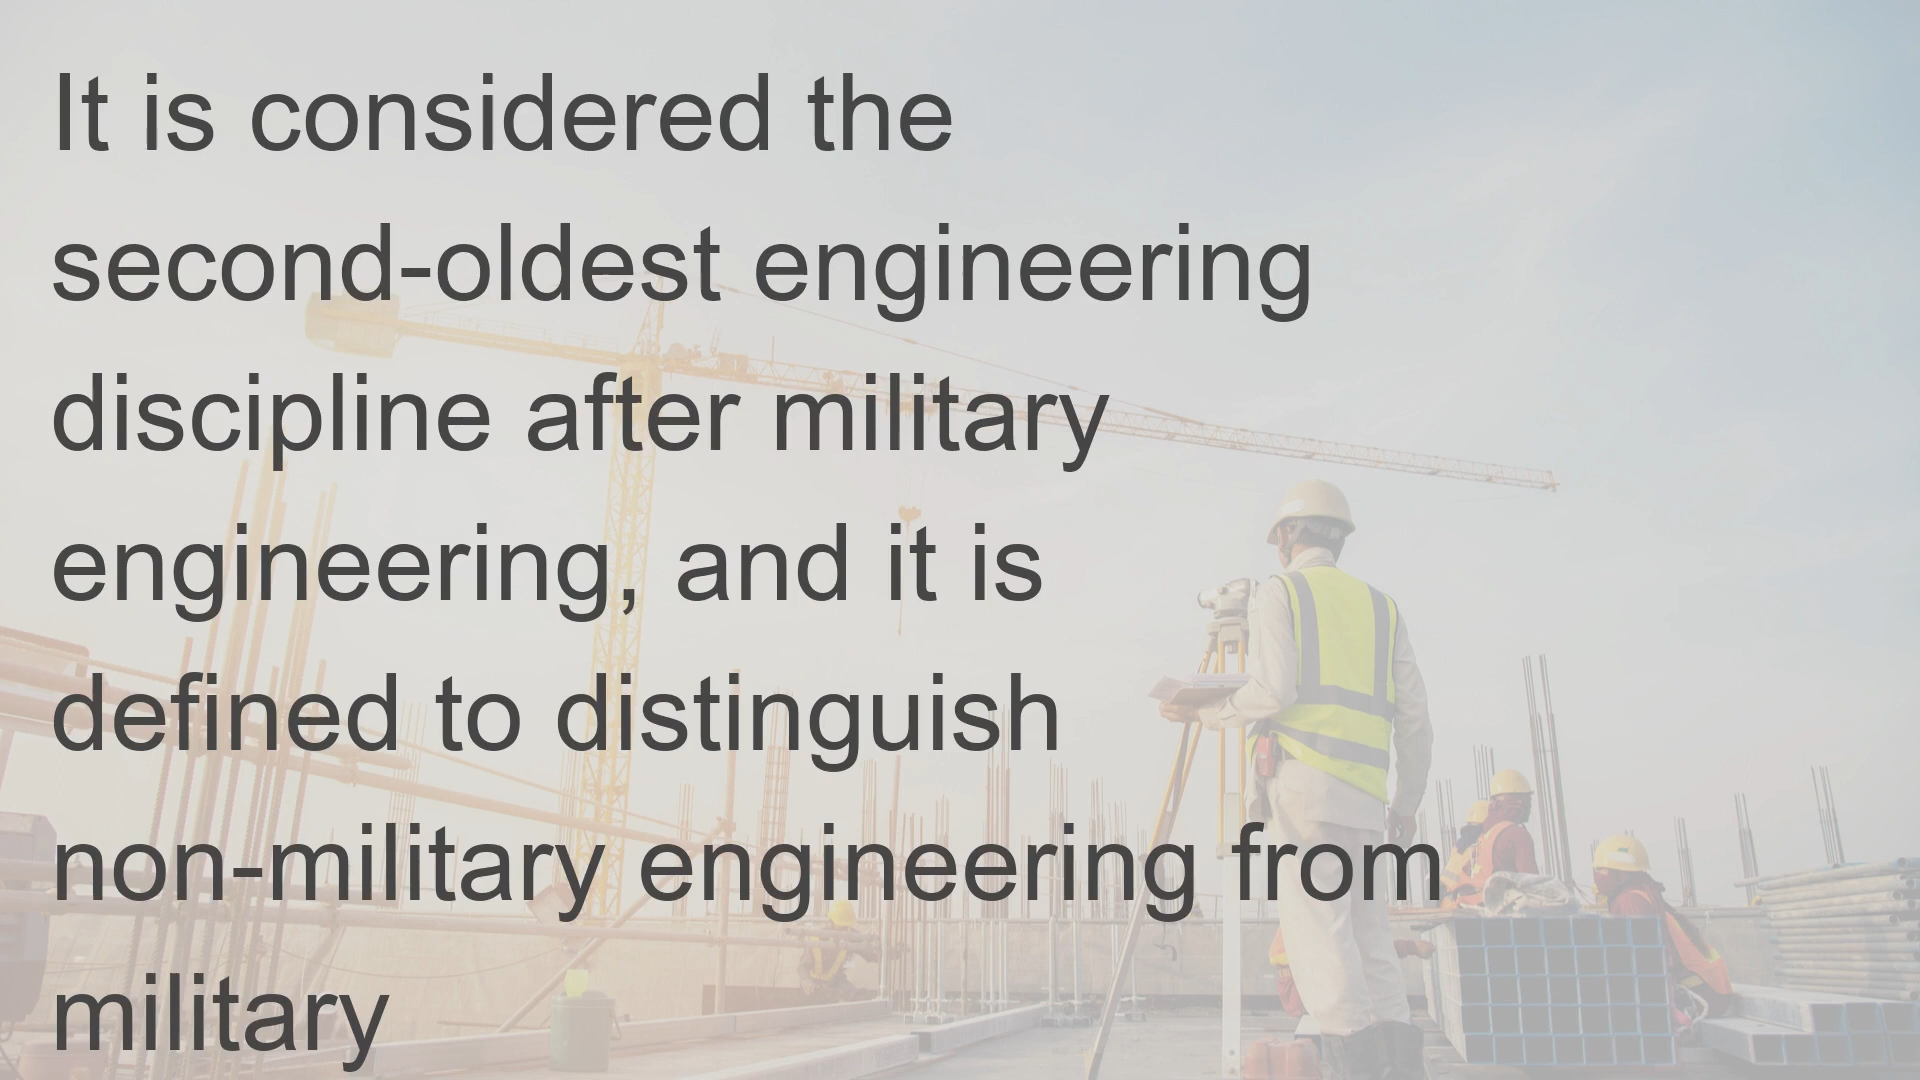 It is considered the
second-oldest engineering
discipline after military
engineering, and it is
defined to distinguish
non-military engineering from
military